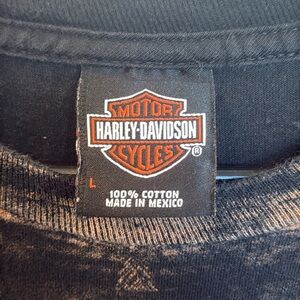 MOTOR
HARLEY-DAVIDSON
CYCLES ®
L
100% COTTON
MADE IN MEXICO